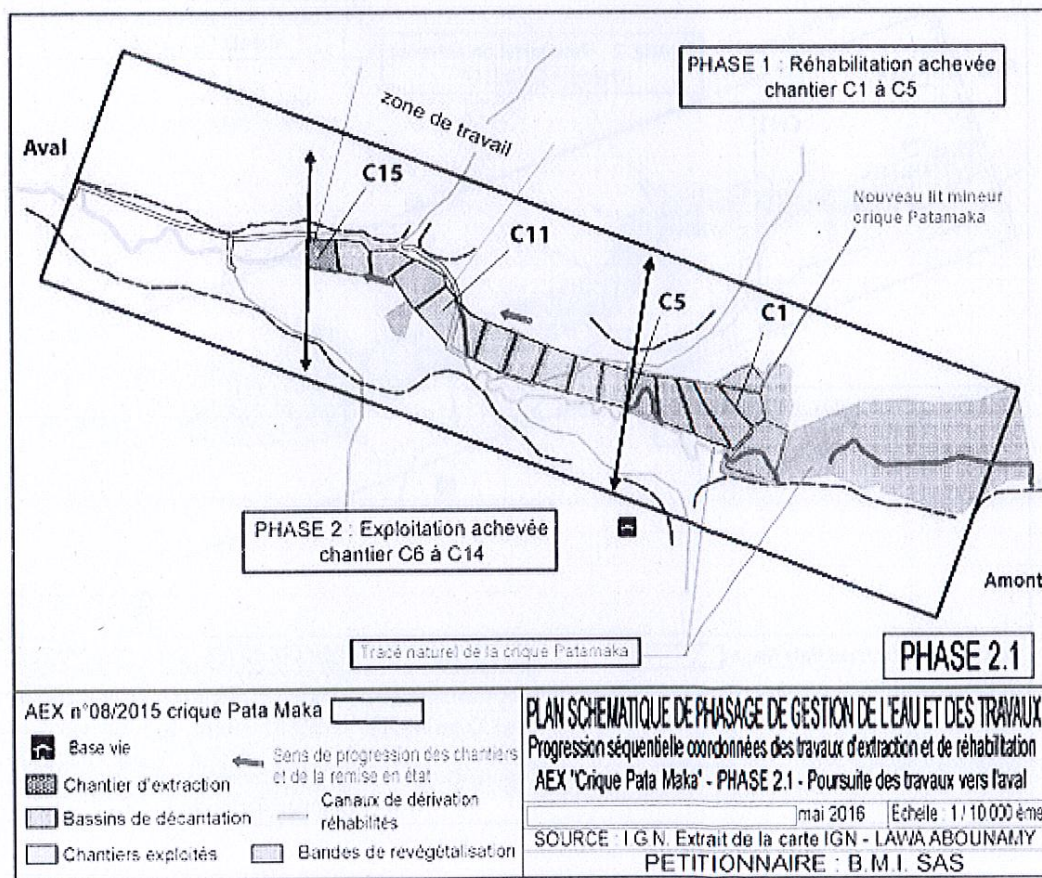 PHASE 1 : Réhabilitation achevée
chantier C1 à C5
zone de travail
Aval
C15
Nouveau lit mineur
crique Patamaka
C11
C5
C1
PHASE 2 : Exploitation achevée
chantier C6 à C14
Amont
Tracé naturel de la crique Patamaka
PHASE 2.1
AEX n°08/2015 crique Pata Maka
Base vie
Sens de progression des chantiers
et de la remise en état
Chantier d'extraction
Canaux de dérivation
réhabilités
Bassins de décantation
Chantiers exploités
Bandes de revégétalisation
PLAN SCHEMATIQUE DE PHASAGE DE GESTION DE L'EAU ET DES TRAVAUX
Progression séquentielle coordonnées des travaux d'extraction et de réhabilitation
AEX "Crique Pata Maka" - PHASE 2.1 - Poursuite des travaux vers l'aval
mai 2016
Echelle : 1 / 10 000 ème
SOURCE : I.G.N. Extrait de la carte IGN - LAWA ABOUNAMY
PETITIONNAIRE : B.M.I. SAS